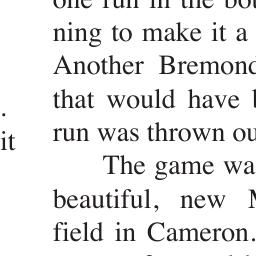 one run in the bo
ning to make it a
Another Bremond
that would have
run was thrown ou
The game wa
beautiful, new
field in Cameron.
.
it